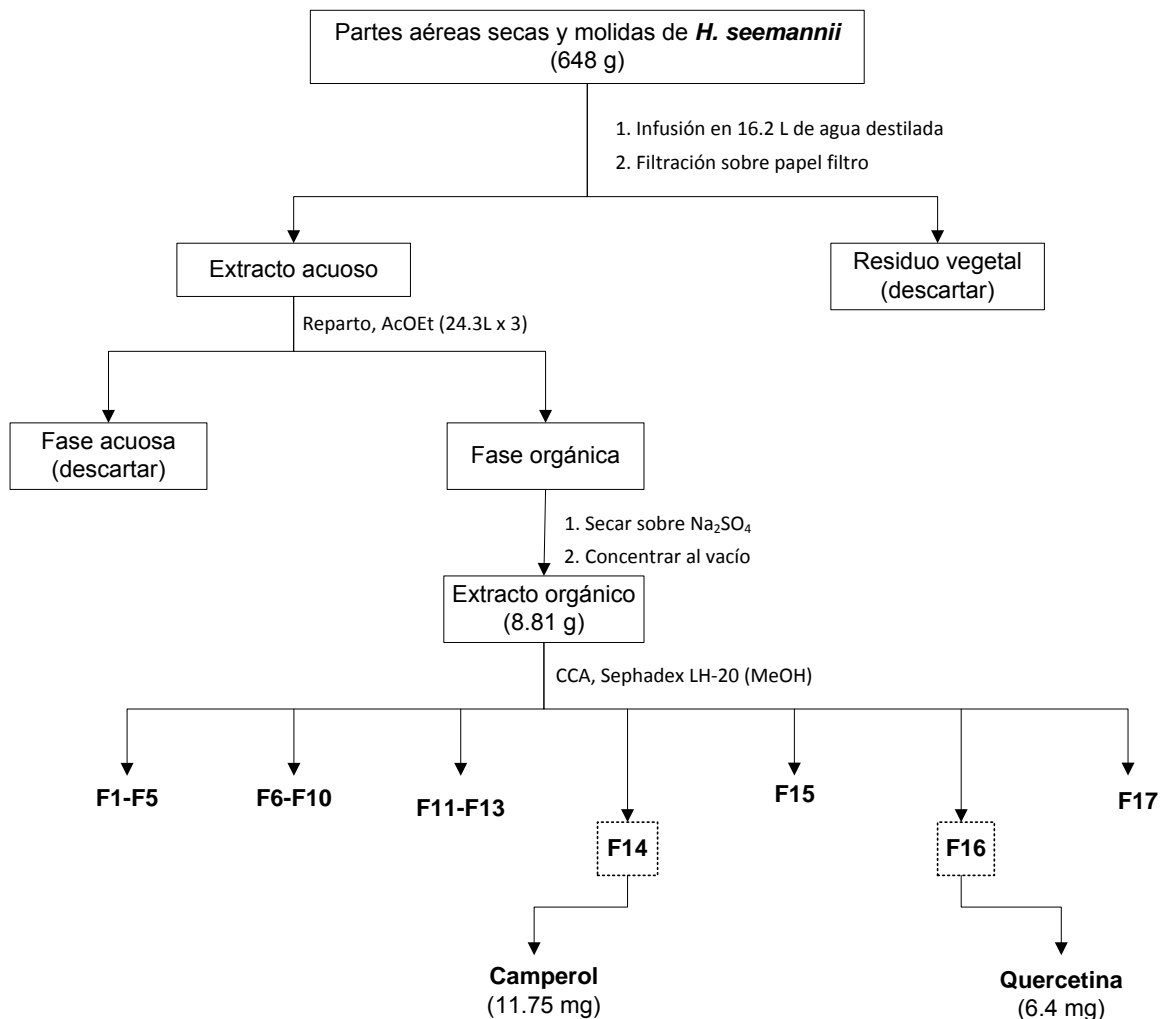 Partes aéreas secas y molidas de H. seemannii
(648 g)
1. Infusión en 16.2 L de agua destilada
2. Filtración sobre papel filtro
Extracto acuoso
Residuo vegetal
(descartar)
Reparto, AcOEt (24.3L x 3)
Fase acuosa
(descartar)
Fase orgánica
1. Secar sobre Na₂SO₄
2. Concentrar al vacío
Extracto orgánico
(8.81 g)
CCA, Sephadex LH-20 (MeOH)
F1-F5
F6-F10
F11-F13
F15
F17
F14
F16
Camperol
(11.75 mg)
Quercetina
(6.4 mg)